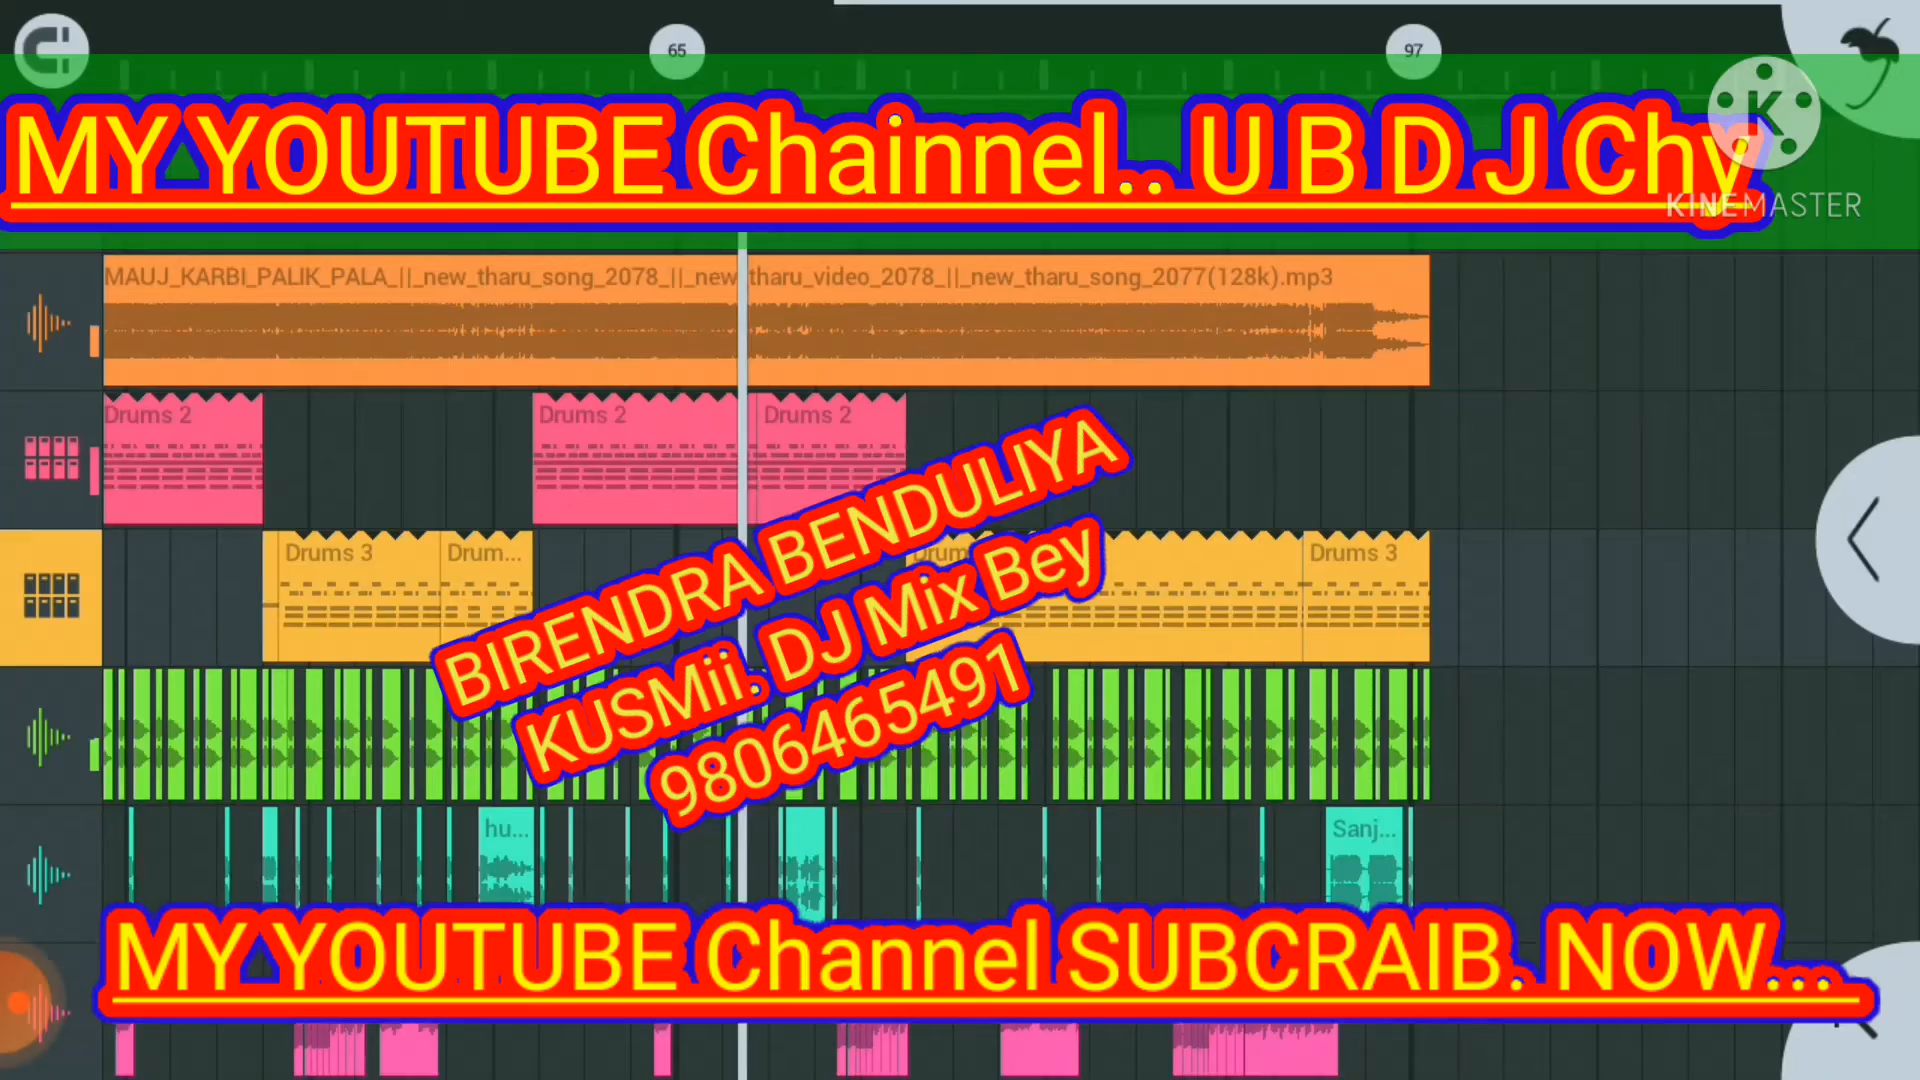 65 97
MY YOUTUBE Chainnel.. U B D J Chy
K
KINEMASTER
MAUJ_KARBI_PALIK_PALA_||_new_tharu_song_2078_||_new_tharu_video_2078_||_new_tharu_song_2077(128k).mp3
Drums 2 Drums 2 Drums 2
Drums 3 Drum... Drum Drums 3
BIRENDRA BENDULIYA
KUSMii. DJ Mix Bey
9806465491
hu... Sanj...
MY YOUTUBE Channel SUBCRAIB. NOW...